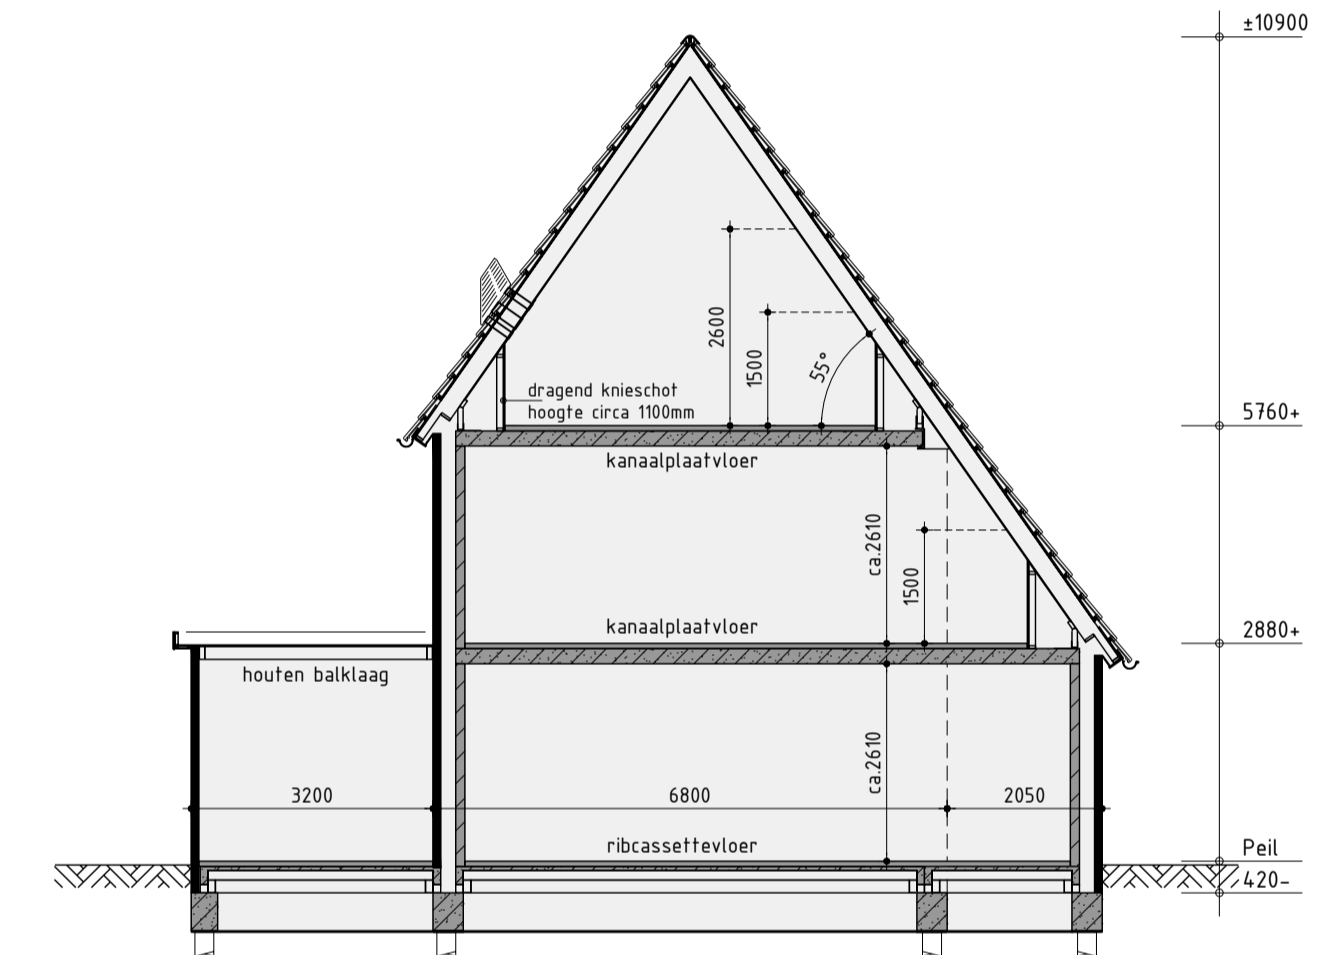 ±10900
2600
1500
55°
dragend knieschot
hoogte circa 1100mm
5760+
kanaalplaatvloer
ca.2610
1500
kanaalplaatvloer
2880+
houten balklaag
ca.2610
3200
6800
2050
ribcassettevloer
Peil
420-